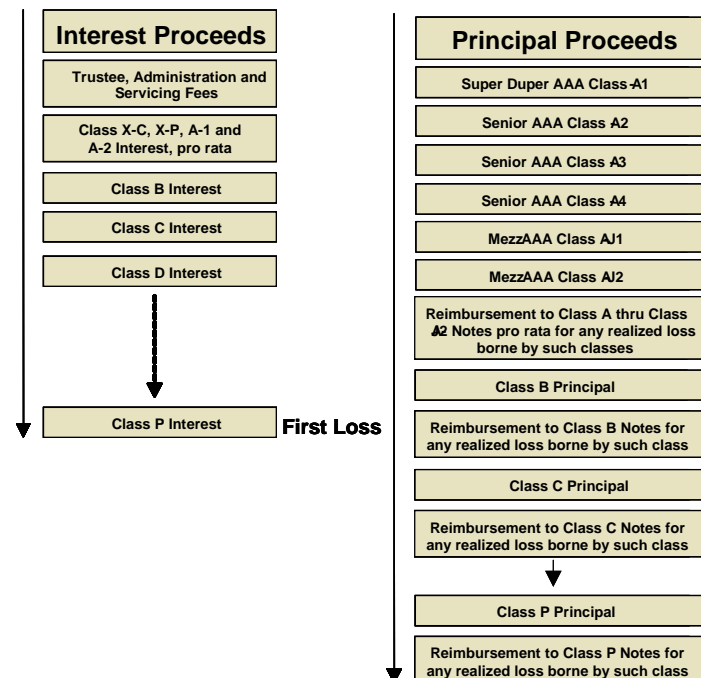 Interest Proceeds
Trustee, Administration and
Servicing Fees
Class X-C, X-P, A-1 and
A-2 Interest, pro rata
Class B Interest
Class C Interest
Class D Interest
Class P Interest
First Loss
Principal Proceeds
Super Duper AAA Class-A1
Senior AAA Class A2
Senior AAA Class A3
Senior AAA Class A4
MezzAAA Class AJ1
MezzAAA Class AJ2
Reimbursement to Class A thru Class
A2 Notes pro rata for any realized loss
borne by such classes
Class B Principal
Reimbursement to Class B Notes for
any realized loss borne by such class
Class C Principal
Reimbursement to Class C Notes for
any realized loss borne by such class
Class P Principal
Reimbursement to Class P Notes for
any realized loss borne by such class